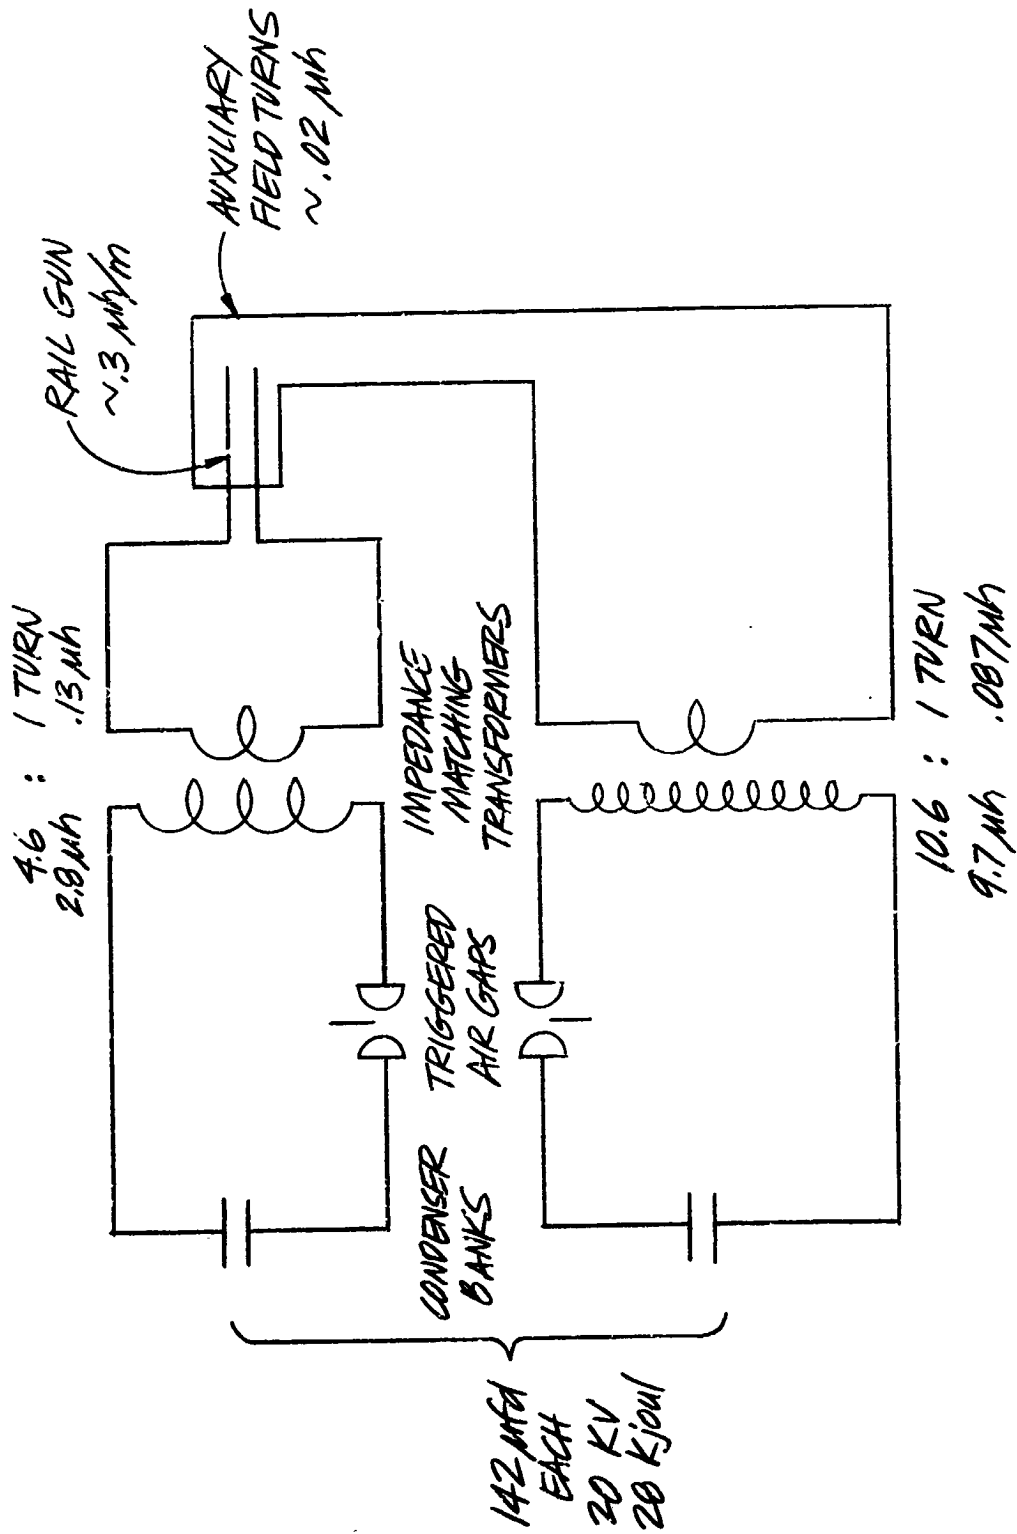 142 μfd
EACH
20 KV
28 Kjoul
CONDENSER
BANKS
TRIGGERED
AIR GAPS
IMPEDANCE
MATCHING
TRANSFORMERS
4.6 : 1 TURN
2.8 μh .13 μh
RAIL GUN
~.3 μh/m
AUXILIARY
FIELD TURNS
~.02 μh
10.6 : 1 TURN
9.7 μh .087 μh